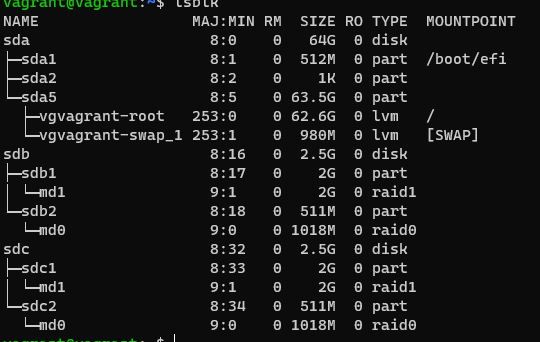 vagrant@vagrant:~$ lsblk
NAME                 MAJ:MIN RM  SIZE RO TYPE  MOUNTPOINT
sda                    8:0    0   64G  0 disk
├─sda1                 8:1    0  512M  0 part  /boot/efi
├─sda2                 8:2    0    1K  0 part
└─sda5                 8:5    0 63.5G  0 part
  ├─vgvagrant-root   253:0    0 62.6G  0 lvm   /
  └─vgvagrant-swap_1 253:1    0  980M  0 lvm   [SWAP]
sdb                    8:16   0  2.5G  0 disk
├─sdb1                 8:17   0    2G  0 part
│ └─md1                9:1    0    2G  0 raid1
└─sdb2                 8:18   0  511M  0 part
  └─md0                9:0    0 1018M  0 raid0
sdc                    8:32   0  2.5G  0 disk
├─sdc1                 8:33   0    2G  0 part
│ └─md1                9:1    0    2G  0 raid1
└─sdc2                 8:34   0  511M  0 part
  └─md0                9:0    0 1018M  0 raid0
vagrant@vagrant:~$